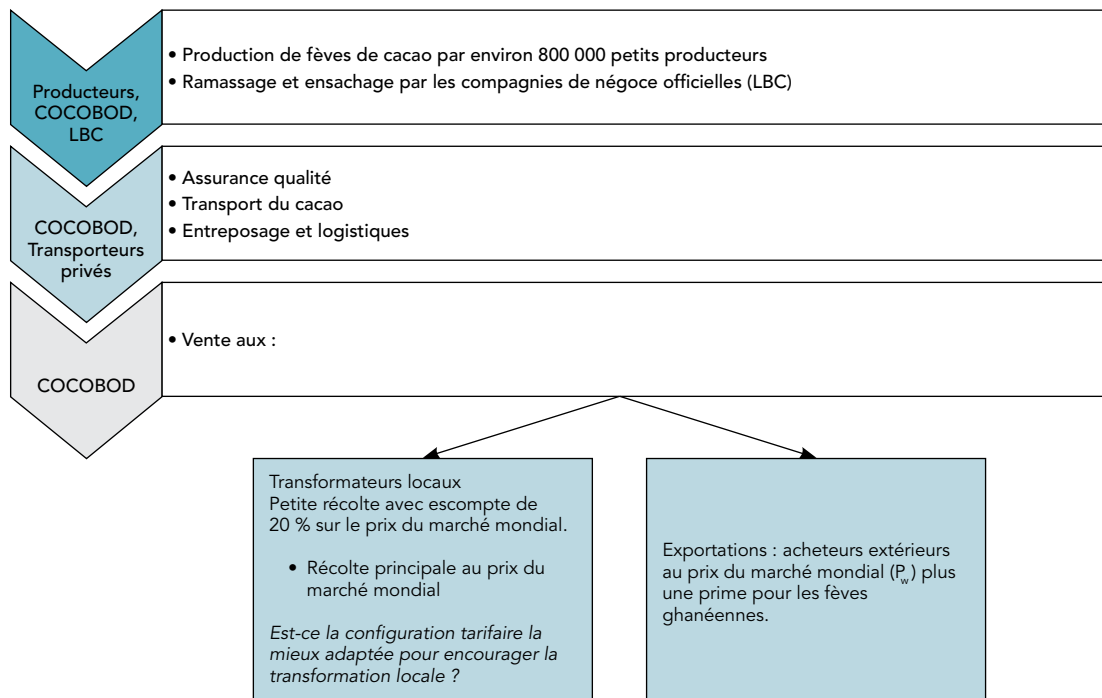 Producteurs,
COCOBOD,
LBC
• Production de fèves de cacao par environ 800 000 petits producteurs
• Ramassage et ensachage par les compagnies de négoce officielles (LBC)
COCOBOD,
Transporteurs
privés
• Assurance qualité
• Transport du cacao
• Entreposage et logistiques
COCOBOD
• Vente aux :
Transformateurs locaux
Petite récolte avec escompte de
20 % sur le prix du marché mondial.
• Récolte principale au prix du
marché mondial
Est-ce la configuration tarifaire la
mieux adaptée pour encourager la
transformation locale ?
Exportations : acheteurs extérieurs
au prix du marché mondial (Pw) plus
une prime pour les fèves
ghanéennes.